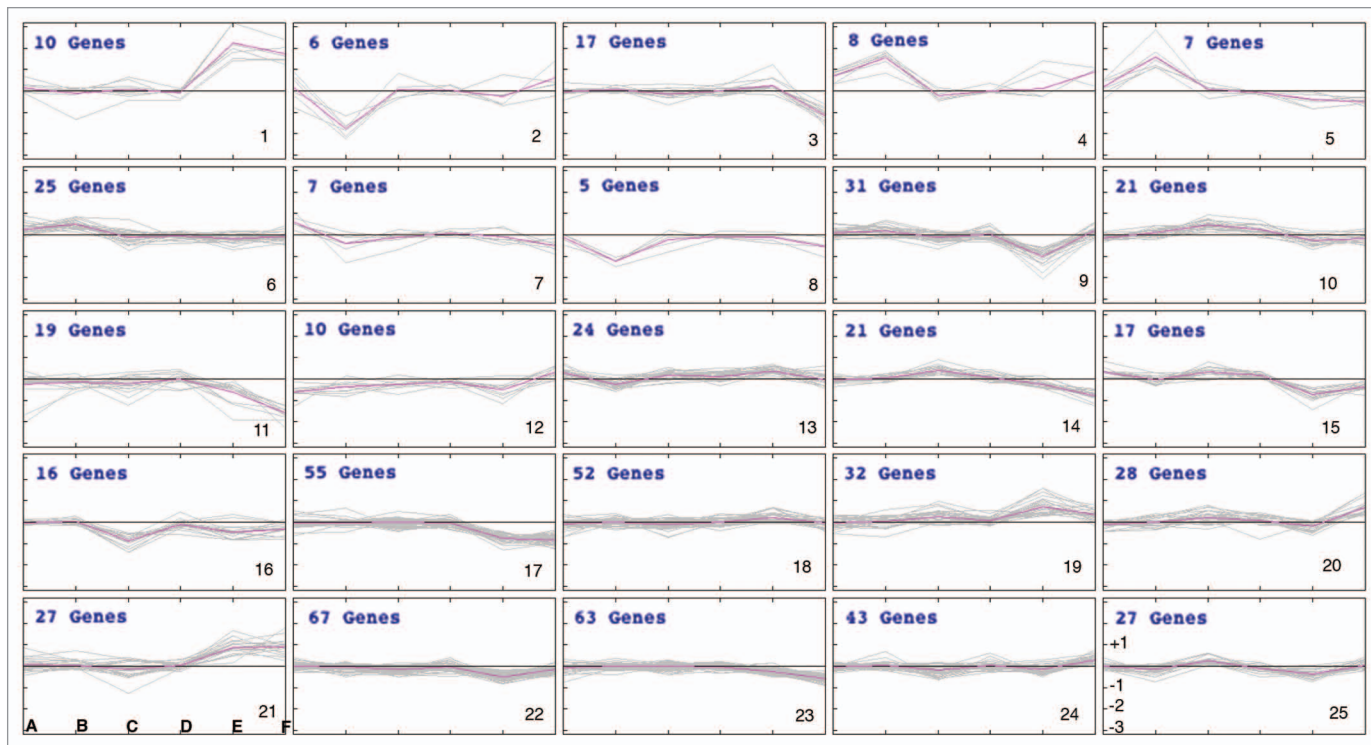 10 Genes
6 Genes
17 Genes
8 Genes
7 Genes
1
2
3
4
5
25 Genes
7 Genes
5 Genes
31 Genes
21 Genes
6
7
8
9
10
19 Genes
10 Genes
24 Genes
21 Genes
17 Genes
11
12
13
14
15
16 Genes
55 Genes
52 Genes
32 Genes
28 Genes
16
17
18
19
20
27 Genes
67 Genes
63 Genes
43 Genes
27 Genes
+1
-1
-2
-3
21
22
23
24
25
A B C D E F